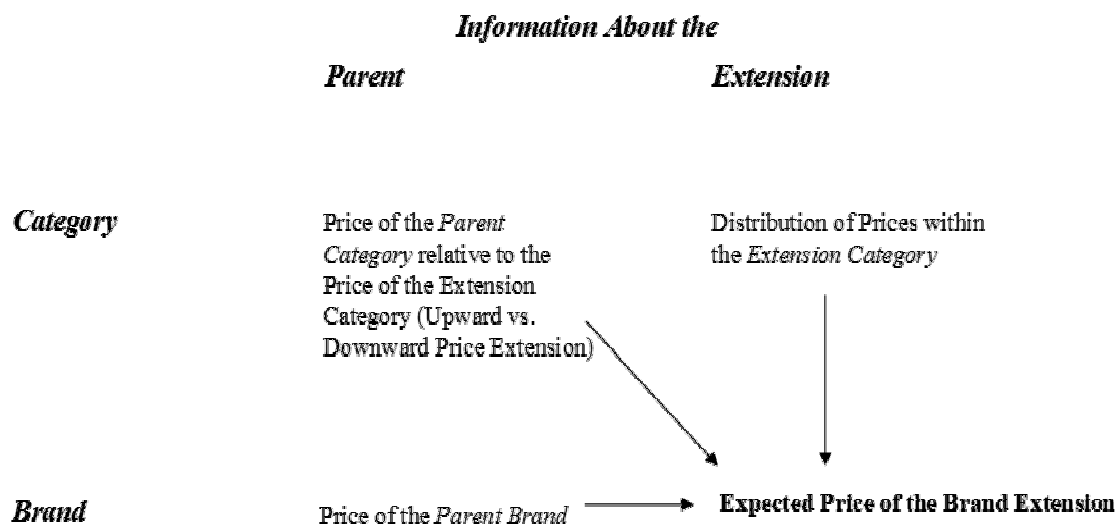 Information About the
Parent
Extension
Category
Price of the Parent
Category relative to the
Price of the Extension
Category (Upward vs.
Downward Price Extension)
Distribution of Prices within
the Extension Category
Brand
Price of the Parent Brand
Expected Price of the Brand Extension